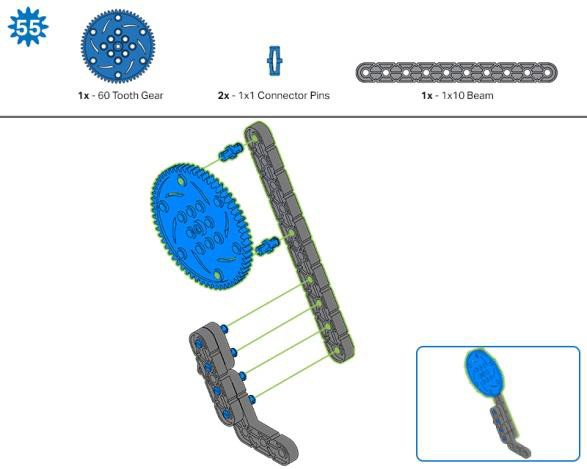 55
1x - 60 Tooth Gear
2x - 1x1 Connector Pins
1x - 1x10 Beam